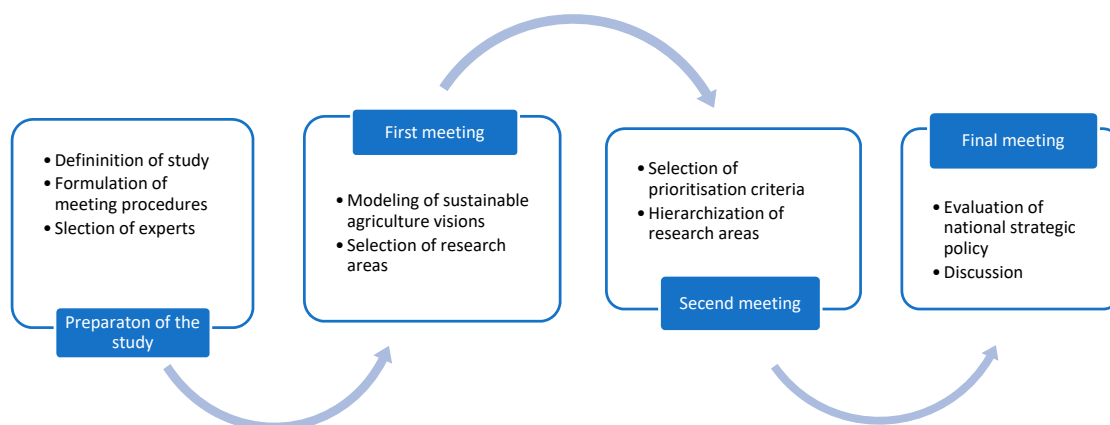 • Defininition of study
• Formulation of
meeting procedures
• Slection of experts
Preparaton of the
study
First meeting
• Modeling of sustainable
agriculture visions
• Selection of research
areas
• Selection of
prioritisation criteria
• Hierarchization of
research areas
Secend meeting
Final meeting
• Evaluation of
national strategic
policy
• Discussion